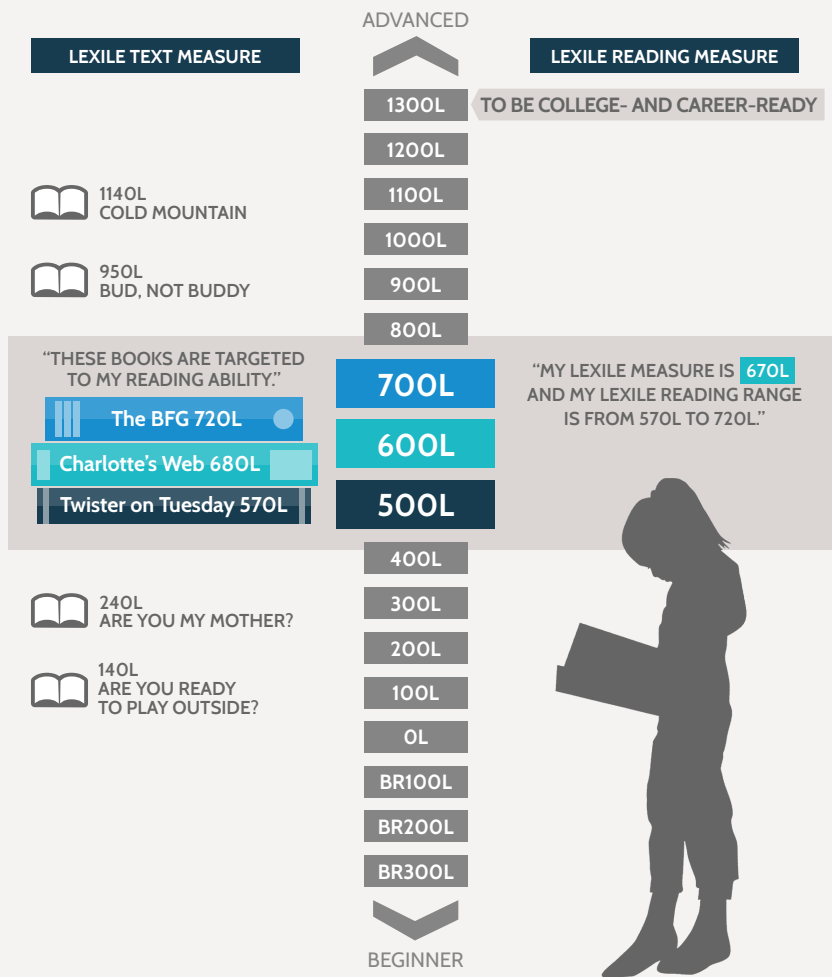 ADVANCED
LEXILE TEXT MEASURE
LEXILE READING MEASURE
1300L
TO BE COLLEGE- AND CAREER-READY
1200L
1140L
COLD MOUNTAIN
1100L
1000L
950L
BUD, NOT BUDDY
900L
800L
“THESE BOOKS ARE TARGETED
TO MY READING ABILITY.”
The BFG 720L
Charlotte’s Web 680L
Twister on Tuesday 570L
700L
600L
500L
“MY LEXILE MEASURE IS 670L
AND MY LEXILE READING RANGE
IS FROM 570L TO 720L.”
400L
240L
ARE YOU MY MOTHER?
300L
200L
140L
ARE YOU READY
TO PLAY OUTSIDE?
100L
0L
BR100L
BR200L
BR300L
BEGINNER